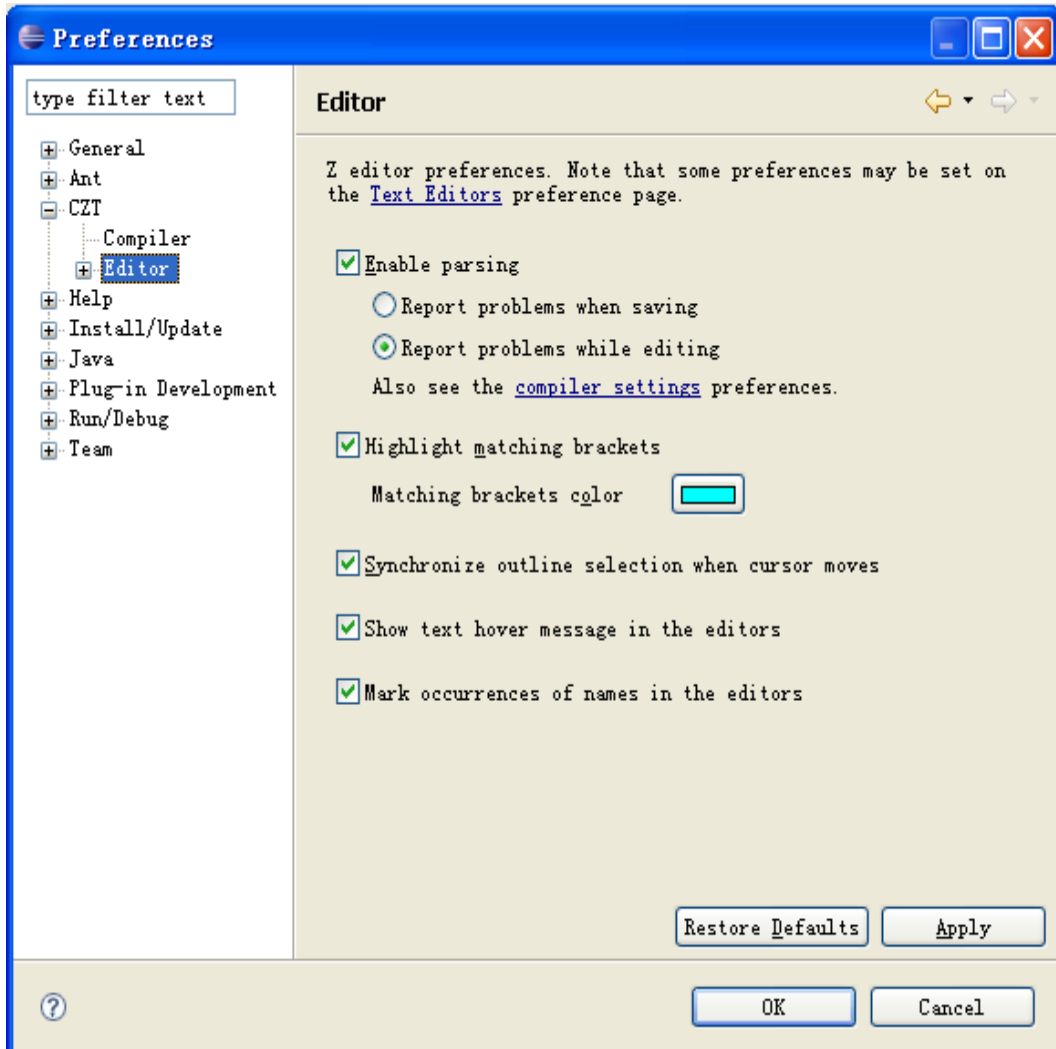 Preferences
type filter text
General
Ant
CZT
Compiler
Editor
Help
Install/Update
Java
Plug-in Development
Run/Debug
Team
Editor
Z editor preferences. Note that some preferences may be set on
the Text Editors preference page.
Enable parsing
Report problems when saving
Report problems while editing
Also see the compiler settings preferences.
Highlight matching brackets
Matching brackets color
Synchronize outline selection when cursor moves
Show text hover message in the editors
Mark occurrences of names in the editors
Restore Defaults
Apply
?
OK
Cancel